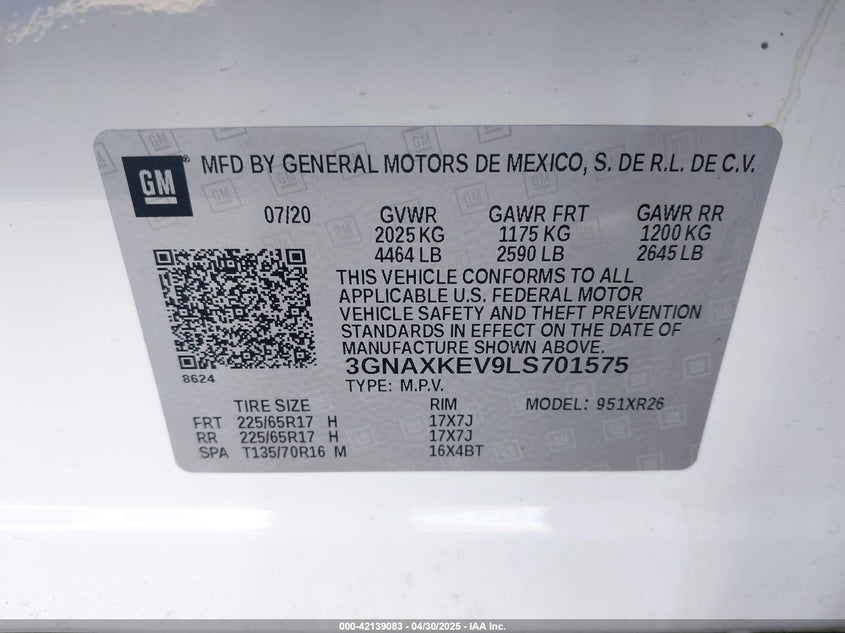 GM ® MFD BY GENERAL MOTORS DE MEXICO, S. DE R.L. DE C.V.
07/20 GVWR GAWR FRT GAWR RR
2025 KG 1175 KG 1200 KG
4464 LB 2590 LB 2645 LB
THIS VEHICLE CONFORMS TO ALL
APPLICABLE U.S. FEDERAL MOTOR
VEHICLE SAFETY AND THEFT PREVENTION
STANDARDS IN EFFECT ON THE DATE OF
MANUFACTURE SHOWN ABOVE.
3GNAXKEV9LS701575
8624
TYPE: M.P.V.
TIRE SIZE RIM MODEL: 951XR26
FRT 225/65R17 H 17X7J
RR 225/65R17 H 17X7J
SPA T135/70R16 M 16X4BT
000-42139083 - 04/30/2025 - IAA Inc.